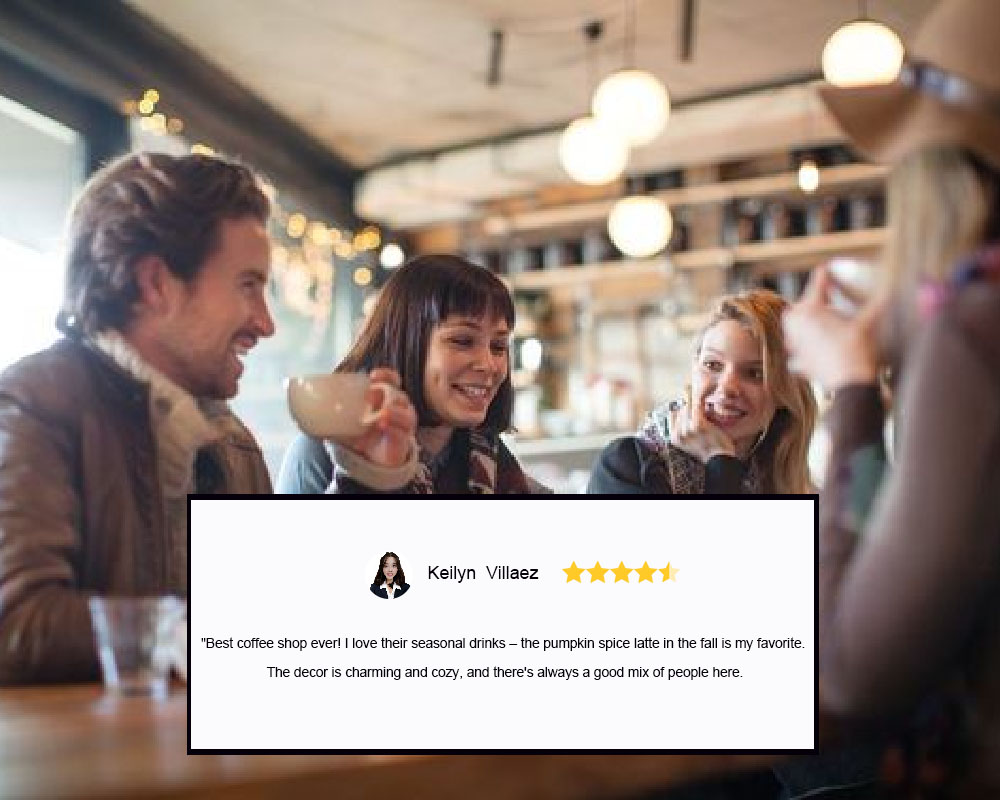 Keilyn Villaez
"Best coffee shop ever! I love their seasonal drinks – the pumpkin spice latte in the fall is my favorite.
The decor is charming and cozy, and there's always a good mix of people here.